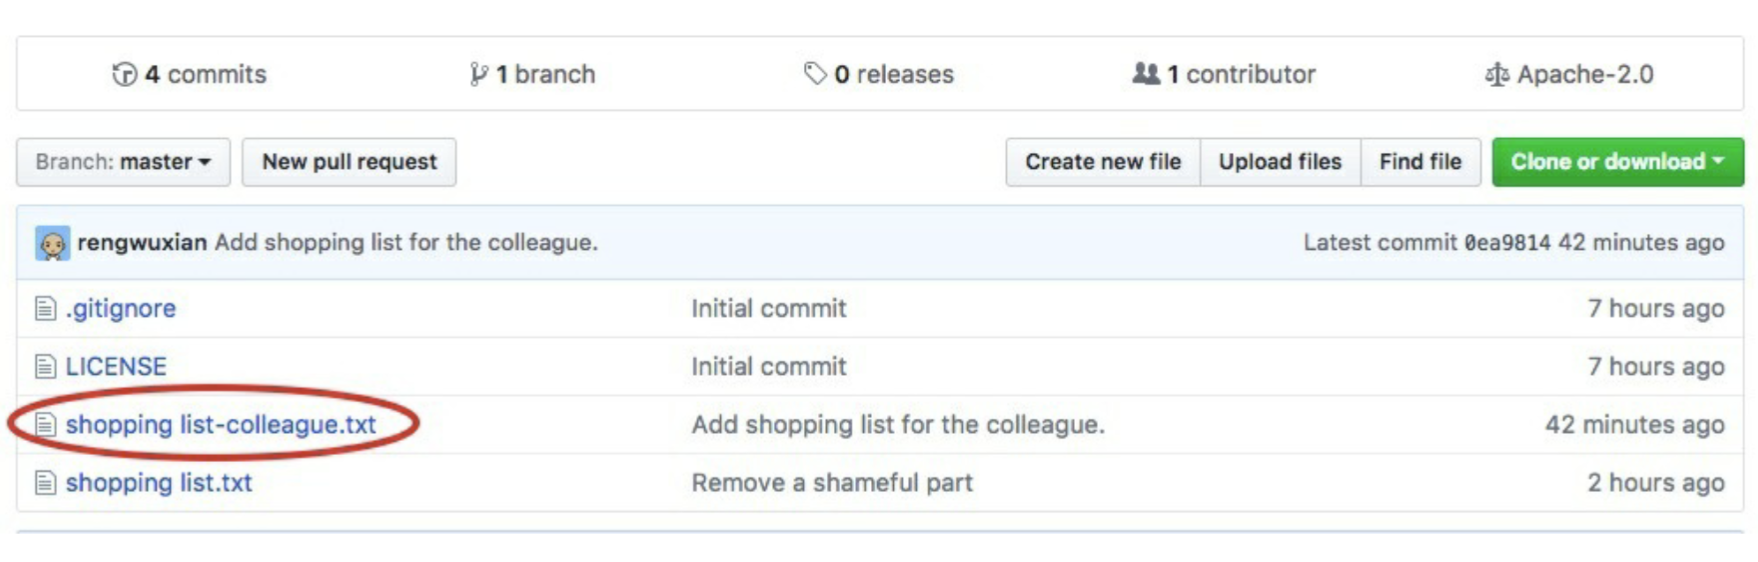 4 commits 1 branch 0 releases 1 contributor Apache-2.0
Branch: master New pull request Create new file Upload files Find file Clone or download
rengwuxian Add shopping list for the colleague. Latest commit 0ea9814 42 minutes ago
.gitignore Initial commit 7 hours ago
LICENSE Initial commit 7 hours ago
shopping list-colleague.txt Add shopping list for the colleague. 42 minutes ago
shopping list.txt Remove a shameful part 2 hours ago